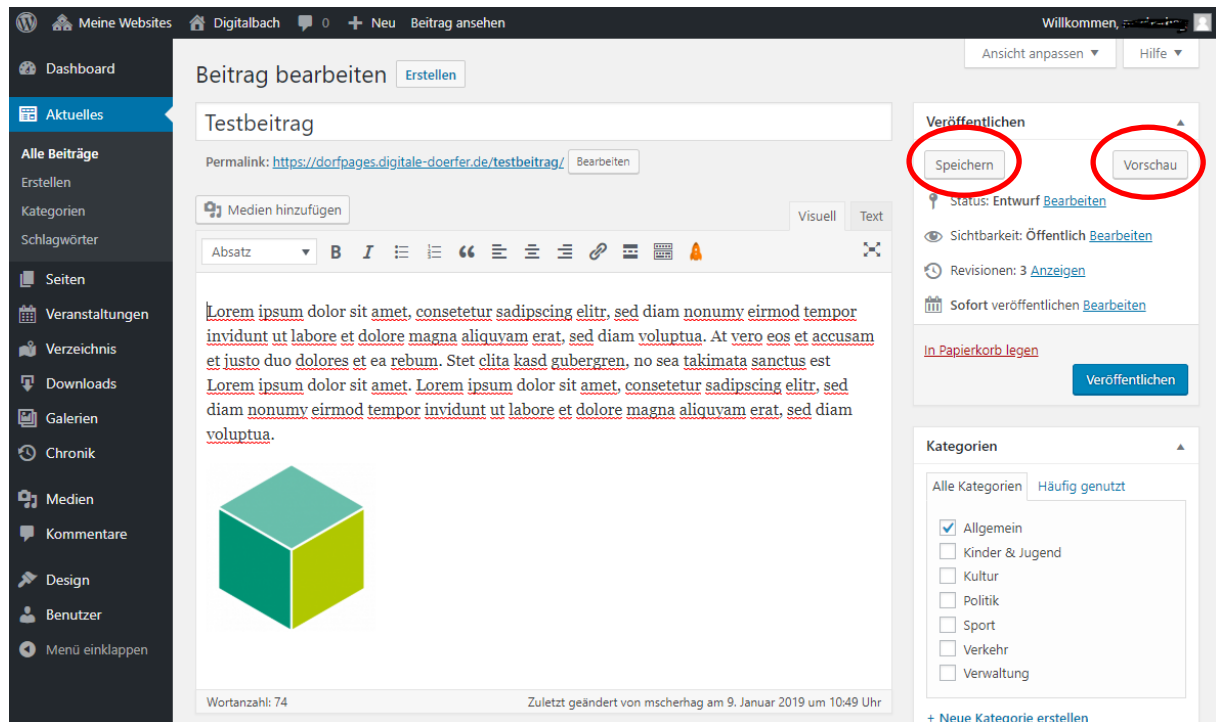 Meine Websites Digitalbach 0 + Neu Beitrag ansehen Willkommen,
Ansicht anpassen ▼ Hilfe ▼
Dashboard
Aktuelles
Alle Beiträge
Erstellen
Kategorien
Schlagwörter
Seiten
Veranstaltungen
Verzeichnis
Downloads
Galerien
Chronik
Medien
Kommentare
Design
Benutzer
Menü einklappen
Beitrag bearbeiten Erstellen
Testbeitrag
Permalink: https://dorfpages.digitale-doerfer.de/testbeitrag/ Bearbeiten
Medien hinzufügen
Visuell Text
Absatz ▼ B I
Lorem ipsum dolor sit amet, consetetur sadipscing elitr, sed diam nonumy eirmod tempor
invidunt ut labore et dolore magna aliquyam erat, sed diam voluptua. At vero eos et accusam
et justo duo dolores et ea rebum. Stet clita kasd gubergren, no sea takimata sanctus est
Lorem ipsum dolor sit amet. Lorem ipsum dolor sit amet, consetetur sadipscing elitr, sed
diam nonumy eirmod tempor invidunt ut labore et dolore magna aliquyam erat, sed diam
voluptua.
Wortanzahl: 74 Zuletzt geändert von mscherhag am 9. Januar 2019 um 10:49 Uhr
Veröffentlichen
Speichern Vorschau
Status: Entwurf Bearbeiten
Sichtbarkeit: Öffentlich Bearbeiten
Revisionen: 3 Anzeigen
Sofort veröffentlichen Bearbeiten
In Papierkorb legen
Veröffentlichen
Kategorien
Alle Kategorien Häufig genutzt
Allgemein
Kinder & Jugend
Kultur
Politik
Sport
Verkehr
Verwaltung
+ Neue Kategorie erstellen